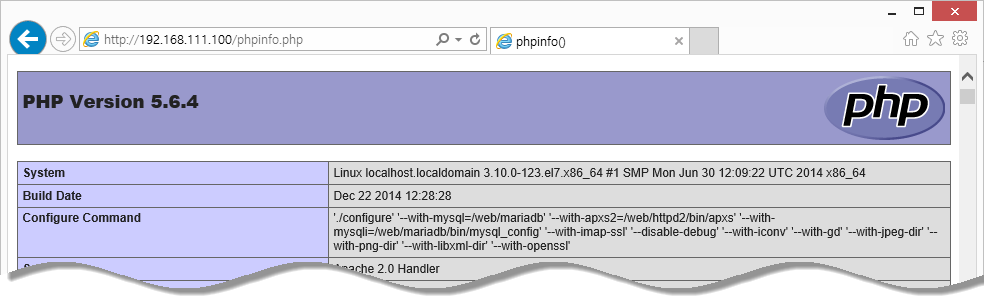 http://192.168.111.100/phpinfo.php
phpinfo()
PHP Version 5.6.4
php
System
Linux localhost.localdomain 3.10.0-123.el7.x86_64 #1 SMP Mon Jun 30 12:09:22 UTC 2014 x86_64
Build Date
Dec 22 2014 12:28:28
Configure Command
'./configure' '--with-mysql=/web/mariadb' '--with-apxs2=/web/httpd2/bin/apxs' '--with-
mysqli=/web/mariadb/bin/mysql_config' '--with-imap-ssl' '--disable-debug' '--with-iconv' '--with-gd' '--with-jpeg-dir' '--
with-png-dir' '--with-libxml-dir' '--with-openssl'
Apache 2.0 Handler